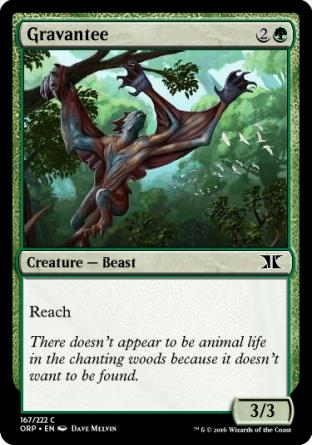 Gravantee 2
Creature — Beast
Reach
There doesn't appear to be animal life
in the chanting woods because it doesn't
want to be found.
3/3
167/222 C
ORP • EN DAVE MELVIN
™ & © 2016 Wizards of the Coast